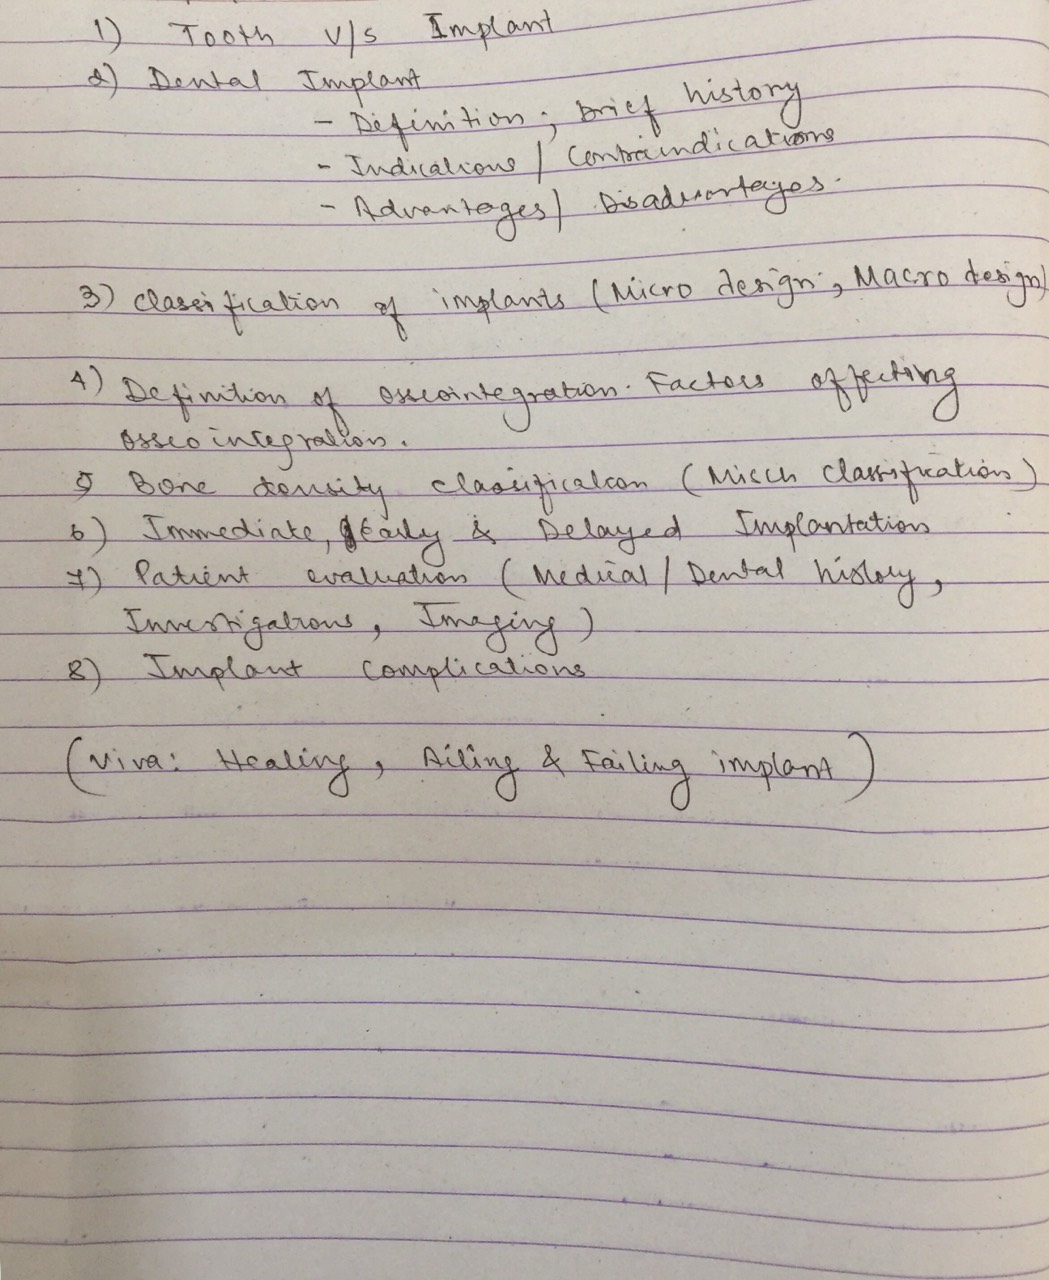 1) Tooth v/s Implant
2) Dental Implant
- Definition ; Brief history
- Indications / Contraindications
- Advantages / Disadvantages.
3) Classification of implants (Micro design ; Macro design)
4) Definition of osseointegration. Factors affecting
osseointegration.
5 Bone density classification (Misch Classification)
6) Immediate, Early & Delayed Implantation
7) Patient evaluation (Medical / Dental history,
Investigations, Imaging)
8) Implant complications
(Viva: Healing, Ailing & Failing implant)